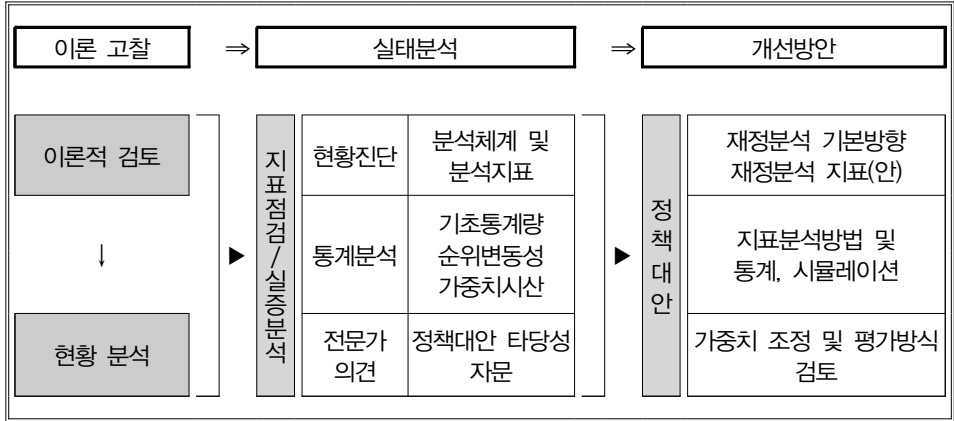 이론 고찰 ⇒ 실태분석 ⇒ 개선방안
이론적 검토
↓
현황 분석
▶
지표점검/실증분석
현황진단
분석체계 및
분석지표
통계분석
기초통계량
순위변동성
가중치시산
전문가
의견
정책대안 타당성
자문
▶
정책대안
재정분석 기본방향
재정분석 지표(안)
지표분석방법 및
통계, 시뮬레이션
가중치 조정 및 평가방식
검토